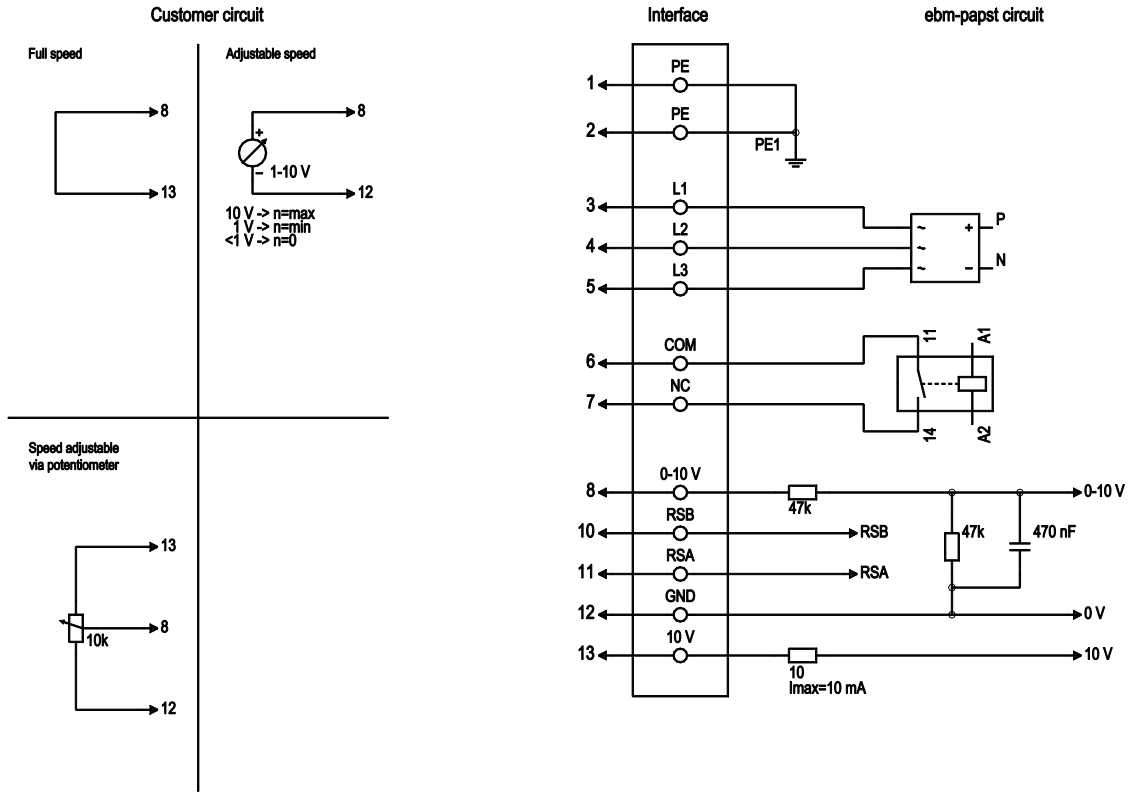 Customer circuit
Interface
ebm-papst circuit
Full speed
8
13
Adjustable speed
8
+
–
1-10 V
12
10 V -> n=max
1 V -> n=min
<1 V -> n=0
Speed adjustable
via potentiometer
13
8
10k
12
1
PE
2
PE
PE1
3
L1
4
L2
5
L3
~
~
~
+
–
P
N
6
COM
7
NC
11
14
A1
A2
8
0-10 V
47k
0-10 V
10
RSB
RSB
47k
470 nF
11
RSA
RSA
12
GND
0 V
13
10 V
10
Imax=10 mA
10 V